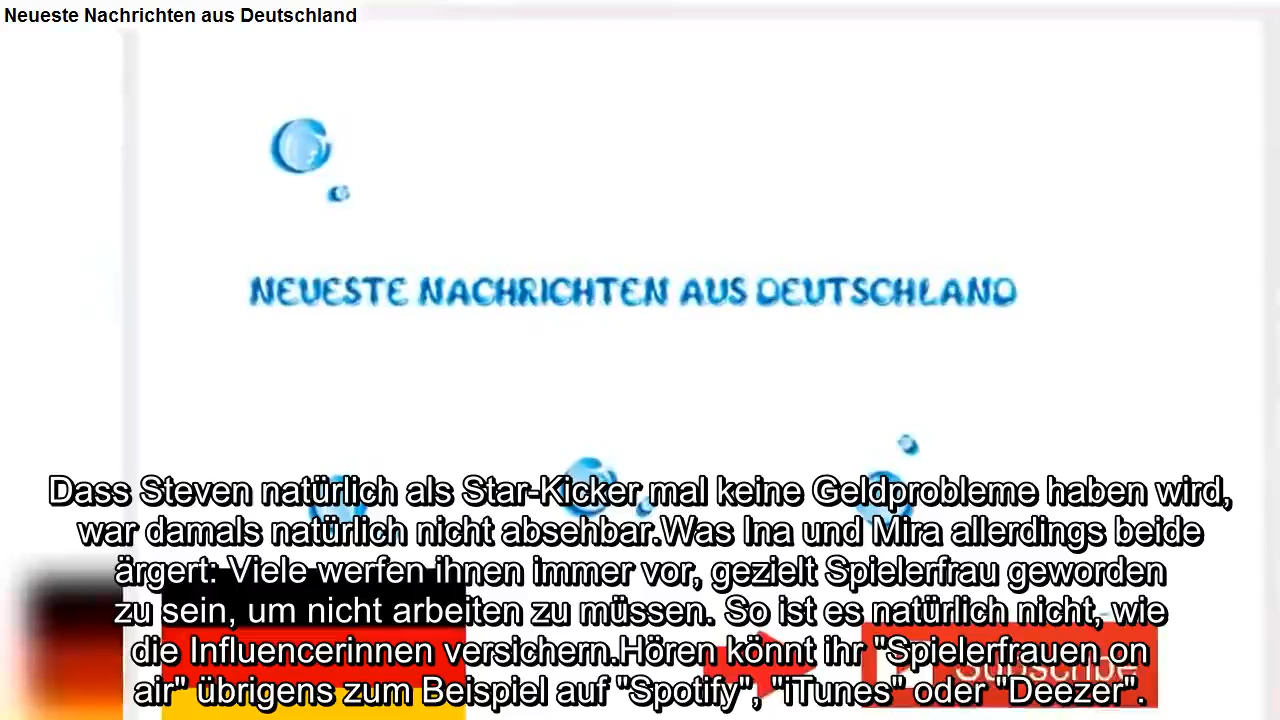 Neueste Nachrichten aus Deutschland
NEUESTE NACHRICHTEN AUS DEUTSCHLAND
Dass Steven natürlich als Star-Kicker mal keine Geldprobleme haben wird,
war damals natürlich nicht absehbar.Was Ina und Mira allerdings beide
ärgert: Viele werfen ihnen immer vor, gezielt Spielerfrau geworden
zu sein, um nicht arbeiten zu müssen. So ist es natürlich nicht, wie
die Influencerinnen versichern.Hören könnt ihr "Spielerfrauen on
air" übrigens zum Beispiel auf "Spotify", "iTunes" oder "Deezer".
Subscribe